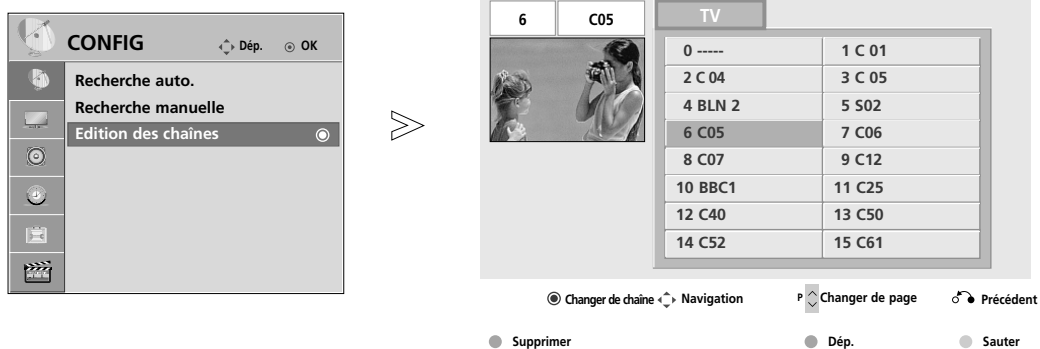 CONFIG Dép. OK
Recherche auto.
Recherche manuelle
Edition des chaînes
6 C05
TV
0 ----- 1 C 01
2 C 04 3 C 05
4 BLN 2 5 S02
6 C05 7 C06
8 C07 9 C12
10 BBC1 11 C25
12 C40 13 C50
14 C52 15 C61
Changer de chaîne Navigation P Changer de page Précédent
Supprimer Dép. Sauter